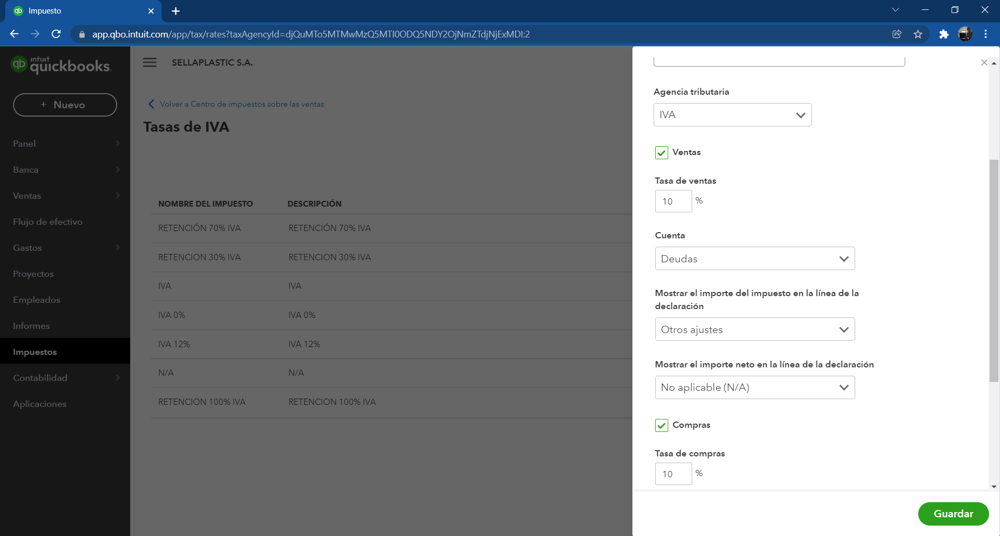 Impuesto
app.qbo.intuit.com/app/tax/rates?taxAgencyId=djQuMTo5MTMwMzQ5MTI0ODQ5NDY2OjNmZTdjNjExMDI:2
intuit
quickbooks.
SELLAPLASTIC S.A.
+ Nuevo
Panel
Banca
Ventas
Flujo de efectivo
Gastos
Proyectos
Empleados
Informes
Impuestos
Contabilidad
Aplicaciones
Volver a Centro de impuestos sobre las ventas
Tasas de IVA
NOMBRE DEL IMPUESTO DESCRIPCIÓN
RETENCIÓN 70% IVA RETENCIÓN 70% IVA
RETENCION 30% IVA RETENCION 30% IVA
IVA IVA
IVA 0% IVA 0%
IVA 12% IVA 12%
N/A N/A
RETENCION 100% IVA RETENCION 100% IVA
Agencia tributaria
IVA
Ventas
Tasa de ventas
10 %
Cuenta
Deudas
Mostrar el importe del impuesto en la línea de la
declaración
Otros ajustes
Mostrar el importe neto en la línea de la declaración
No aplicable (N/A)
Compras
Tasa de compras
10 %
Guardar